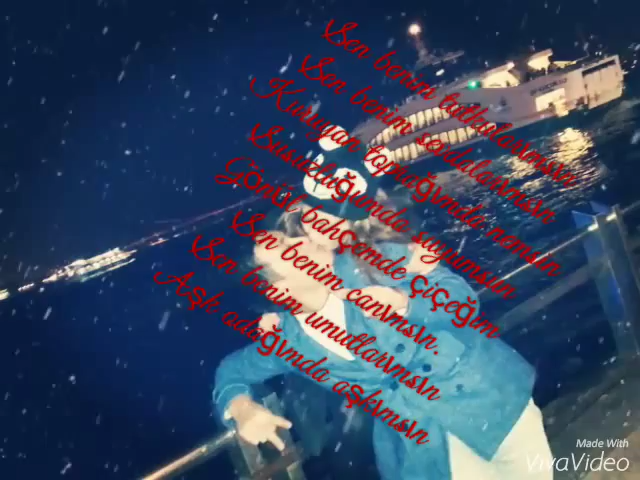 Sen benim tutkularımsın
Sen benim sevdalarımsın
Kuruyan toprağımda nemsin
Susuzluğumda suyumsun
Gönül bahçemde çiçeğim
Sen benim canımsın.
Sen benim umutlarımsın
Aşk adağımda aşkımsın
Made With
VivaVideo